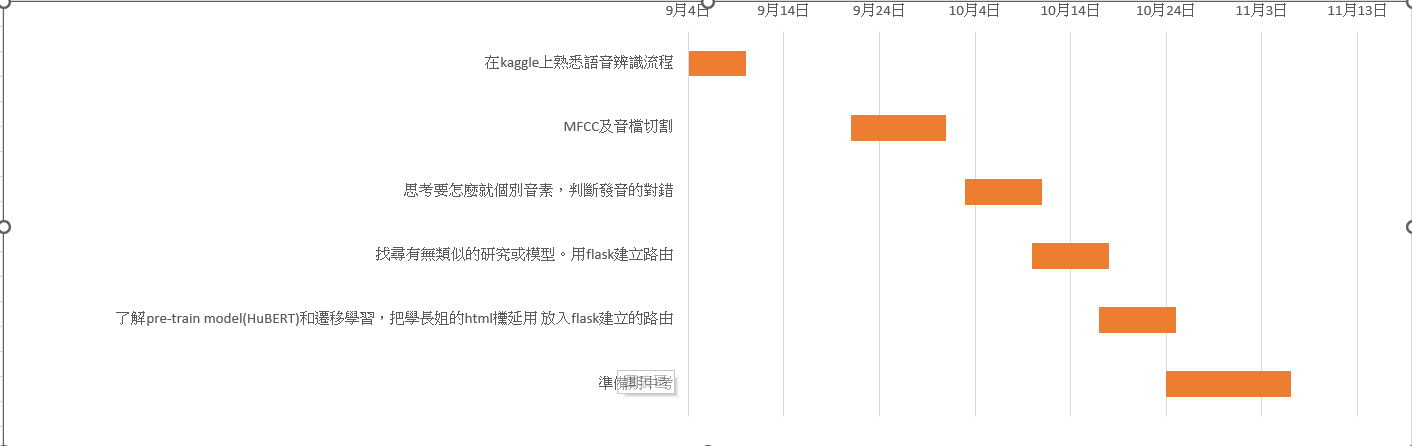 9月4日 9月14日 9月24日 10月4日 10月14日 10月24日 11月3日 11月13日
在kaggle上熟悉語音辨識流程
MFCC及音檔切割
思考要怎麼就個別音素，判斷發音的對錯
找尋有無類似的研究或模型。用flask建立路由
了解pre-train model(HuBERT)和遷移學習，把學長姐的html檔延用 放入flask建立的路由
準備期中考